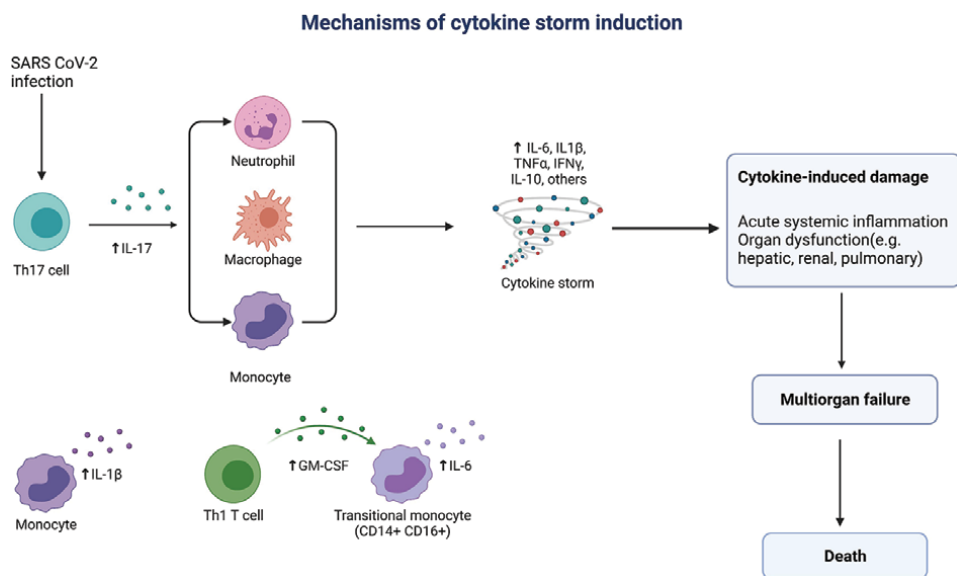 Mechanisms of cytokine storm induction
SARS CoV-2
infection
Th17 cell
↑IL-17
Neutrophil
Macrophage
Monocyte
↑ IL-6, IL1β,
TNFα, IFNγ,
IL-10, others
Cytokine storm
Cytokine-induced damage
Acute systemic inflammation
Organ dysfunction(e.g.
hepatic, renal, pulmonary)
Multiorgan failure
Death
↑IL-1β
Monocyte
Th1 T cell
↑GM-CSF
↑IL-6
Transitional monocyte
(CD14+ CD16+)